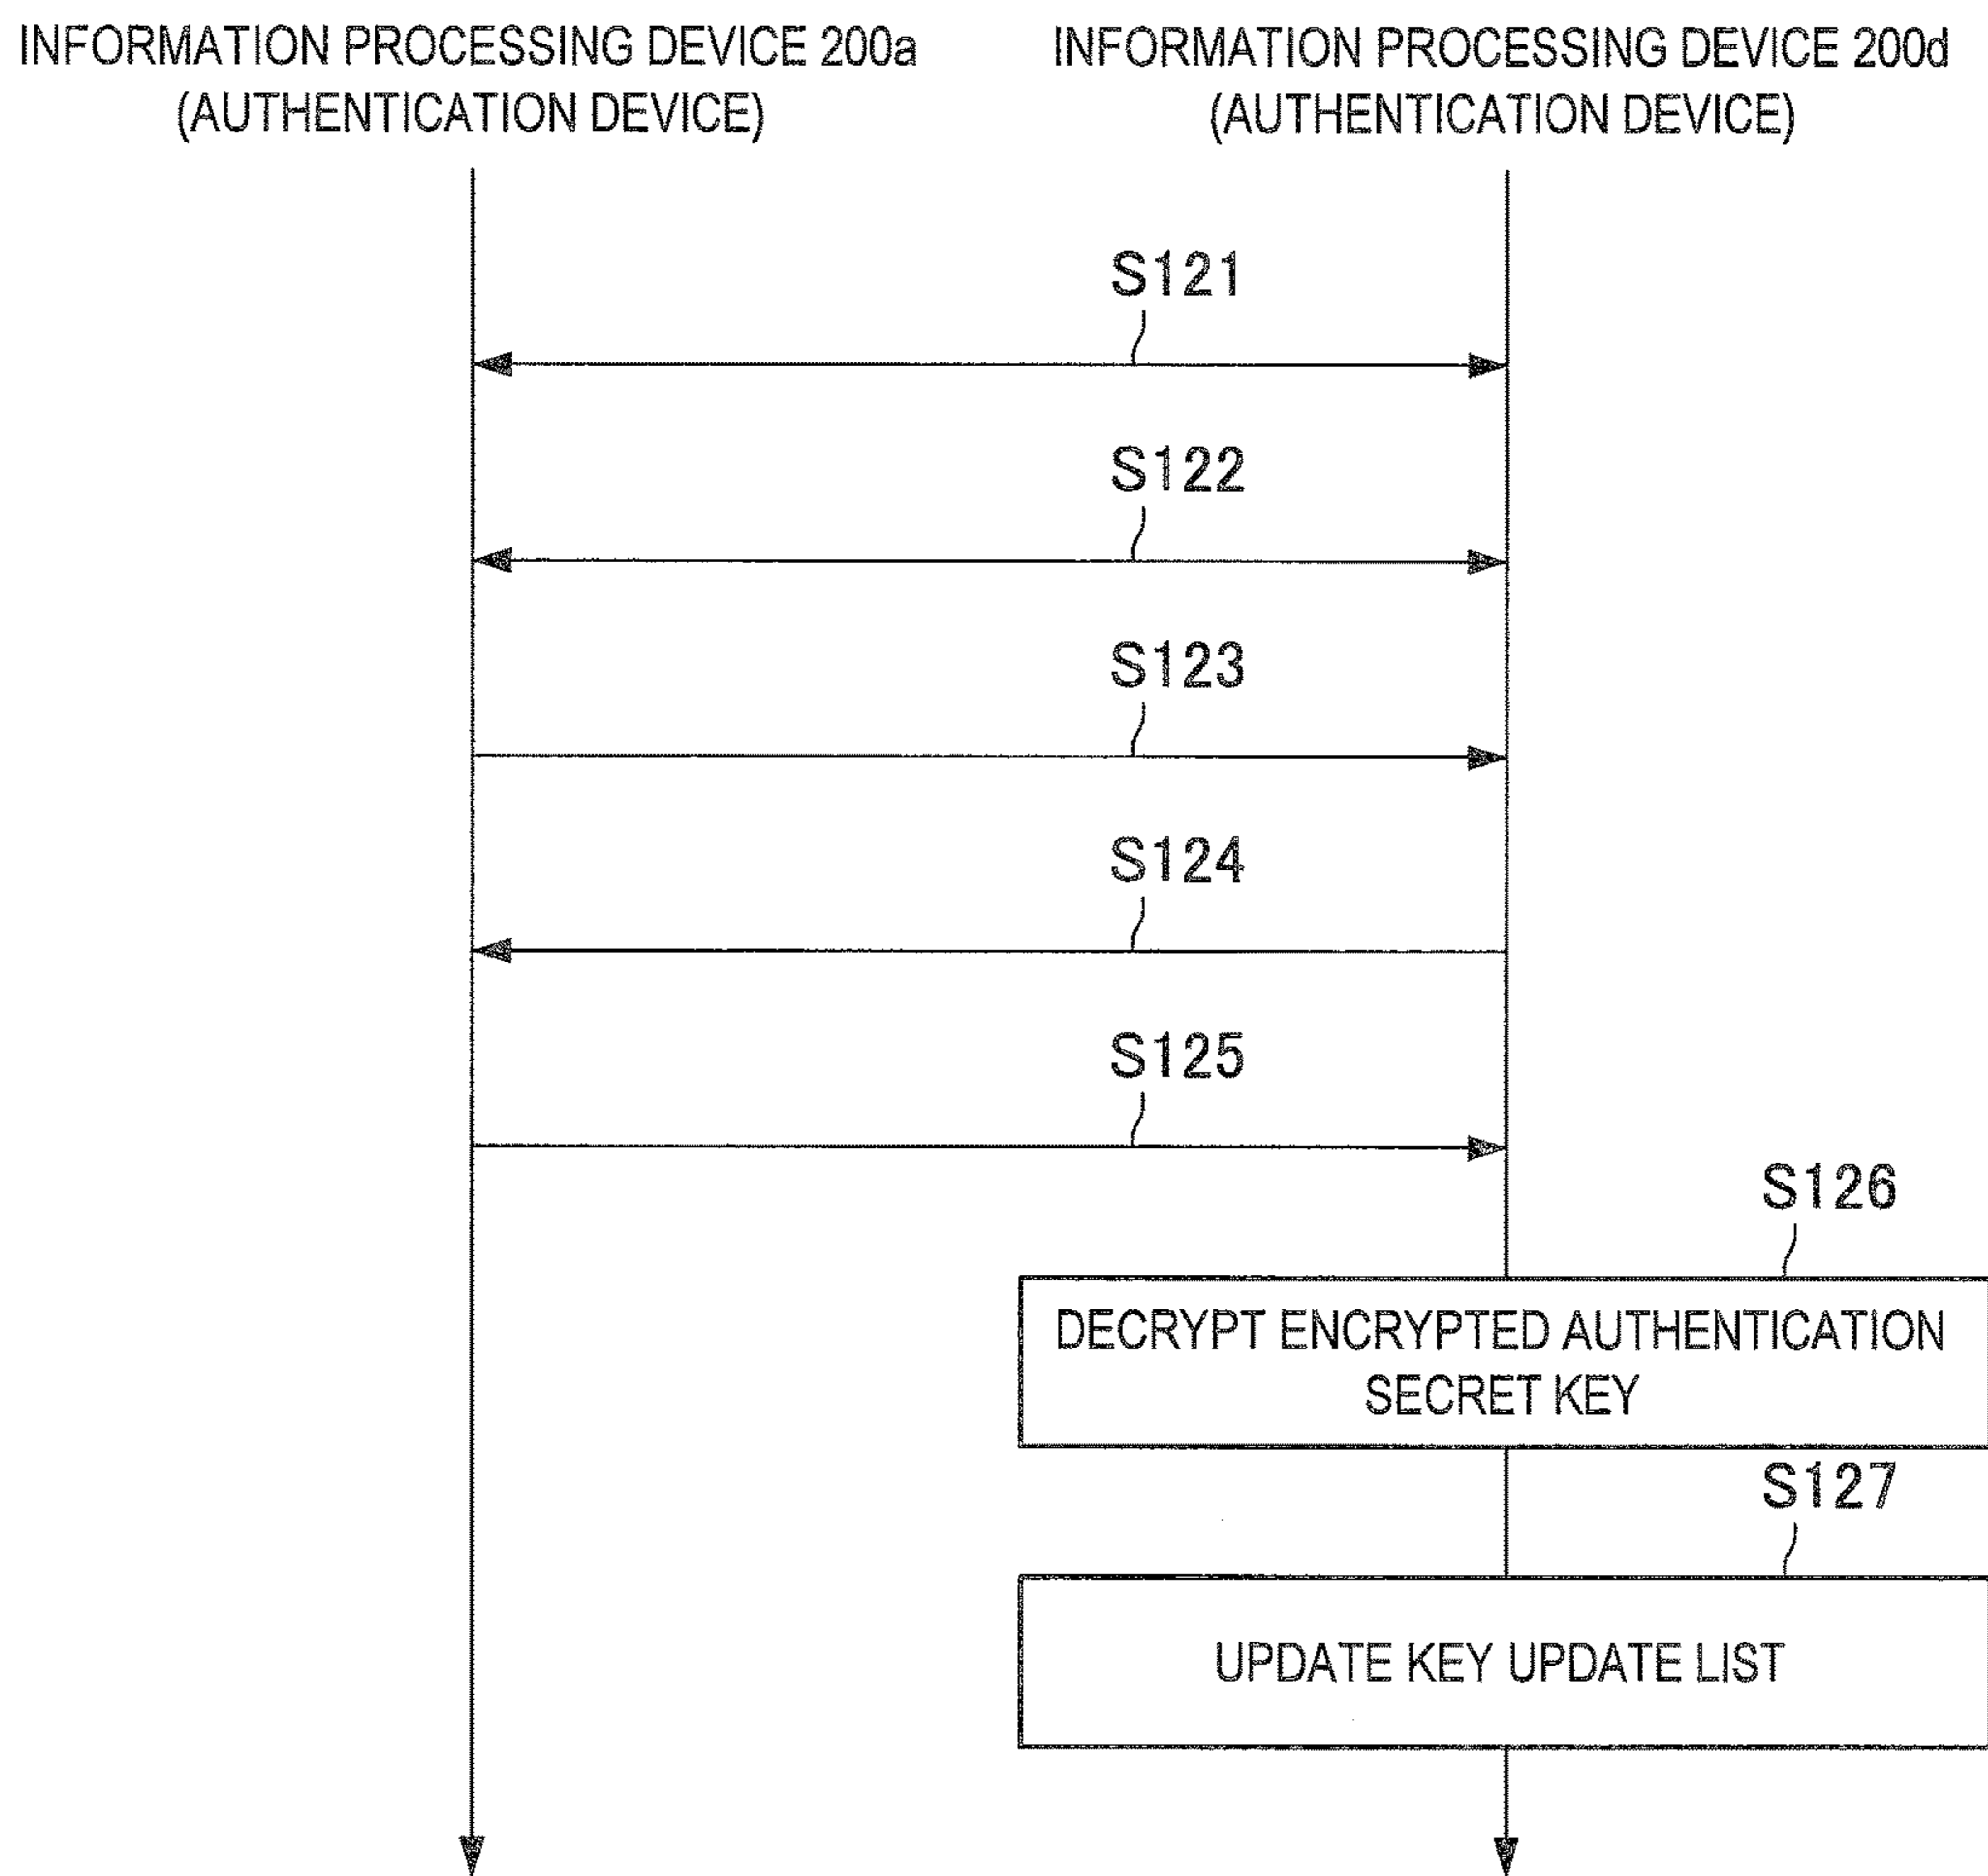 INFORMATION PROCESSING DEVICE 200a
(AUTHENTICATION DEVICE)
INFORMATION PROCESSING DEVICE 200d
(AUTHENTICATION DEVICE)
S121
S122
S123
S124
S125
S126
DECRYPT ENCRYPTED AUTHENTICATION
SECRET KEY
S127
UPDATE KEY UPDATE LIST